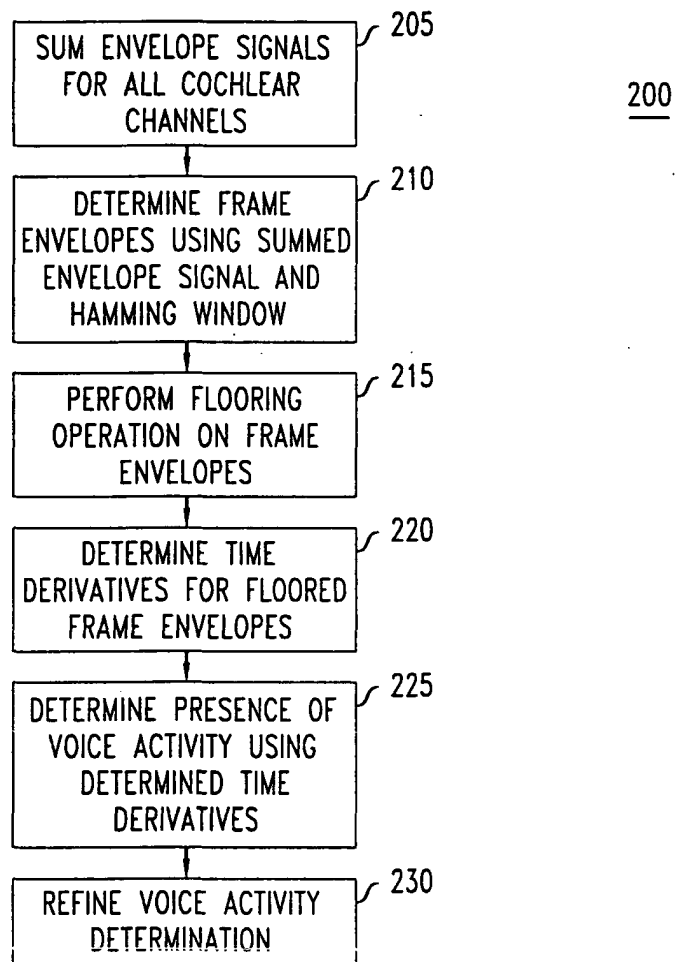 SUM ENVELOPE SIGNALS
FOR ALL COCHLEAR
CHANNELS
205
200
DETERMINE FRAME
ENVELOPES USING SUMMED
ENVELOPE SIGNAL AND
HAMMING WINDOW
210
PERFORM FLOORING
OPERATION ON FRAME
ENVELOPES
215
DETERMINE TIME
DERIVATIVES FOR FLOORED
FRAME ENVELOPES
220
DETERMINE PRESENCE OF
VOICE ACTIVITY USING
DETERMINED TIME
DERIVATIVES
225
REFINE VOICE ACTIVITY
DETERMINATION
230